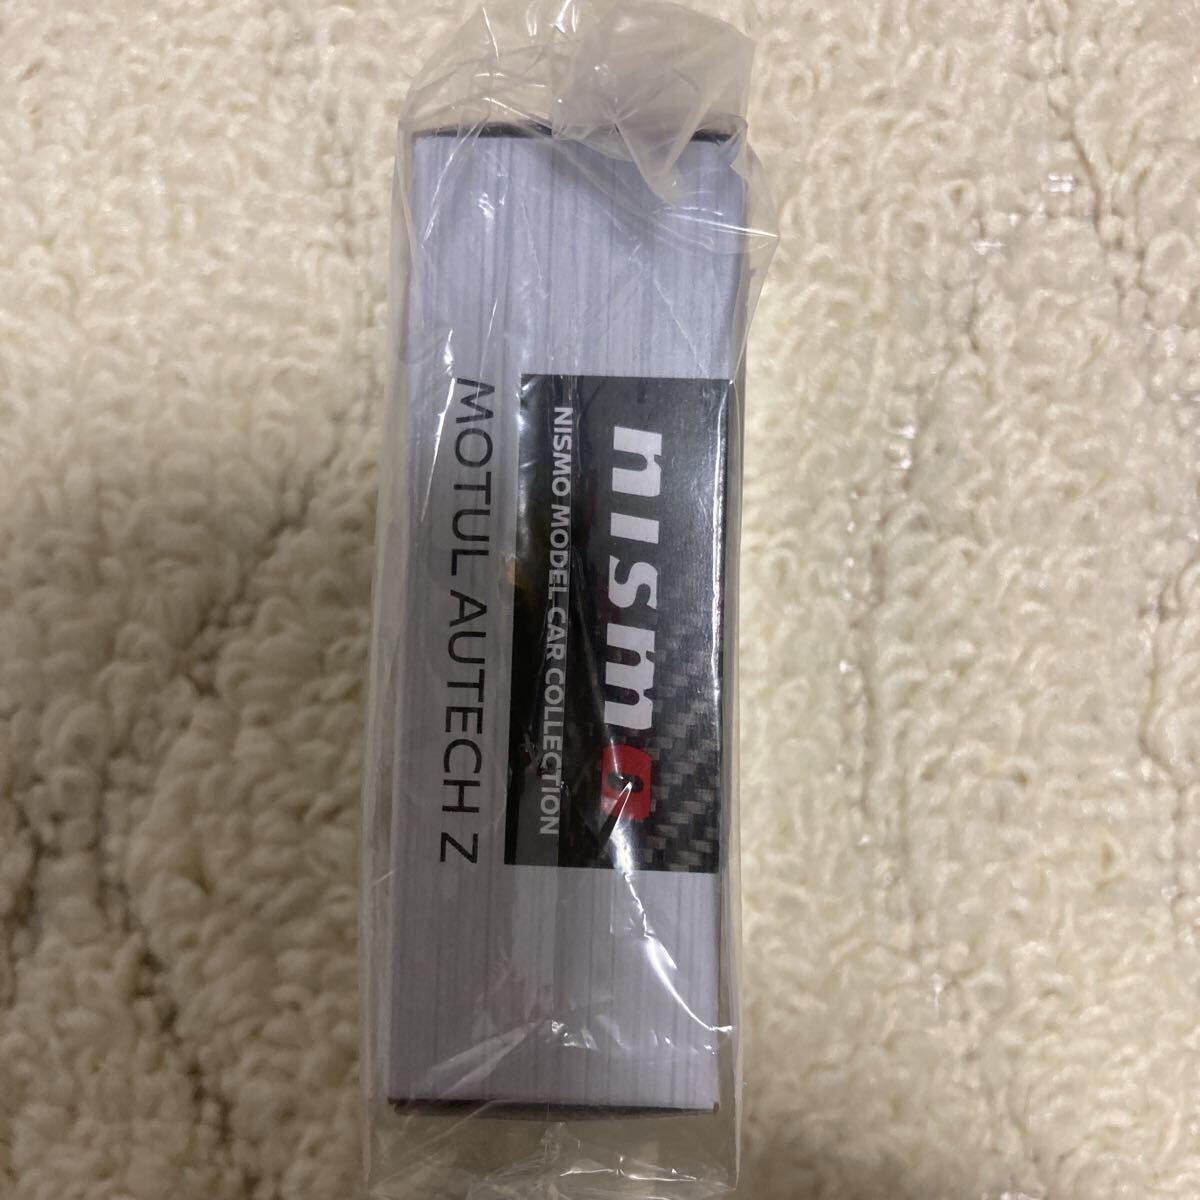 nismo
NISMO MODEL CAR COLLECTION
MOTUL AUTECH Z